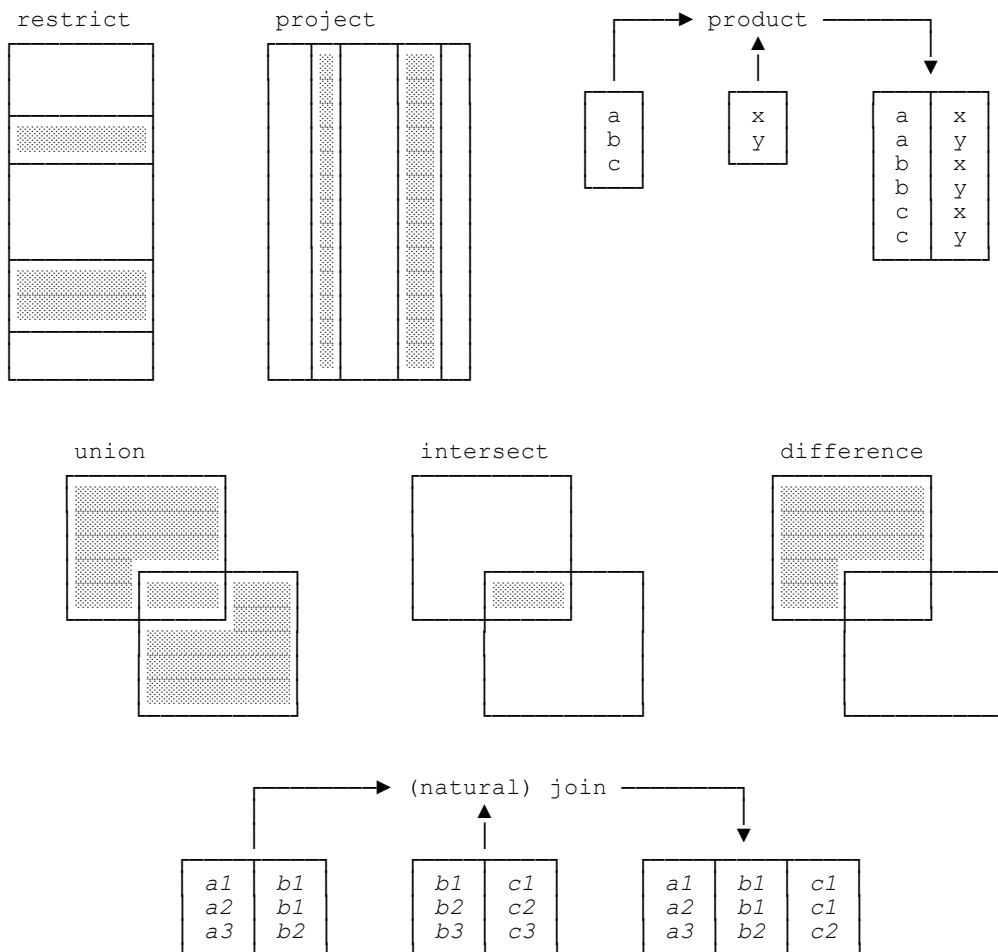 restrict
project
product
a
b
c
x
y
a x
a y
b x
b y
c x
c y
union
intersect
difference
(natural) join
a1 b1
a2 b1
a3 b2
b1 c1
b2 c2
b3 c3
a1 b1 c1
a2 b1 c1
a3 b2 c2